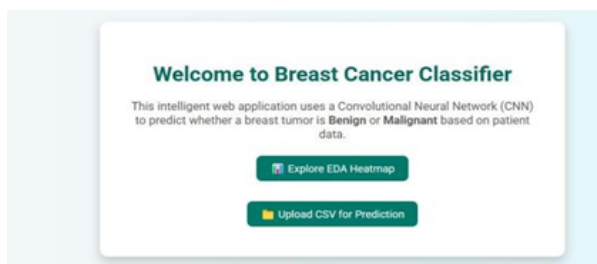 Welcome to Breast Cancer Classifier
This intelligent web application uses a Convolutional Neural Network (CNN)
to predict whether a breast tumor is Benign or Malignant based on patient
data.
Explore EDA Heatmap
Upload CSV for Prediction